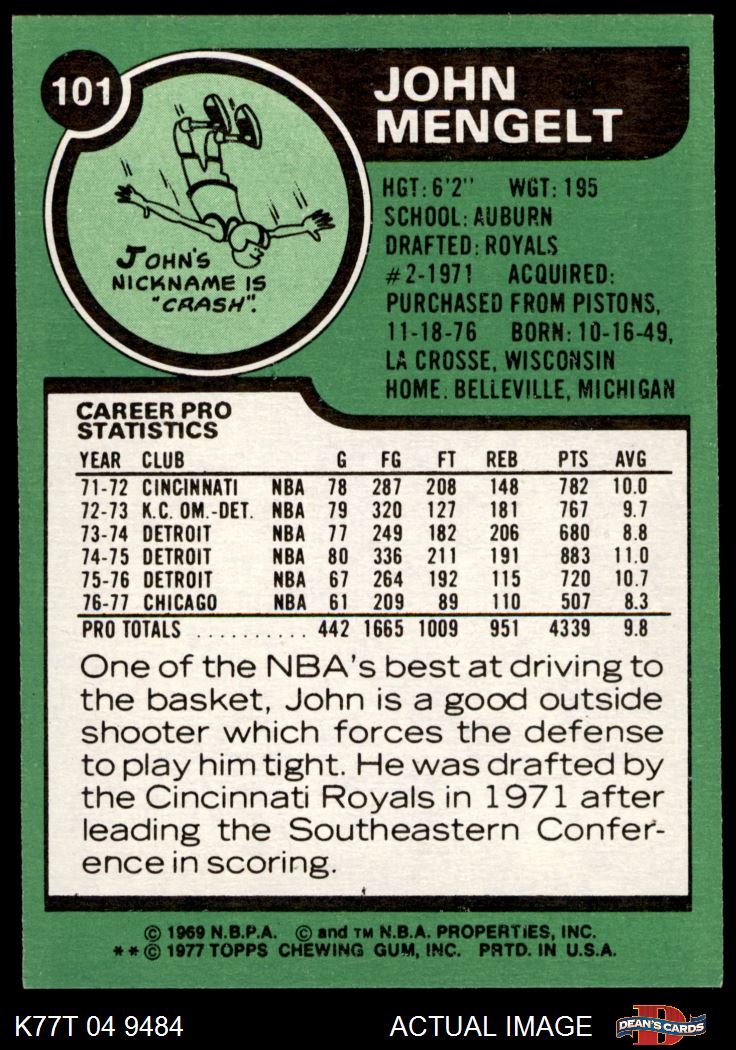 101
JOHN
MENGELT
JOHN'S
NICKNAME IS
"CRASH".
HGT: 6'2" WGT: 195
SCHOOL: AUBURN
DRAFTED: ROYALS
#2-1971 ACQUIRED:
PURCHASED FROM PISTONS,
11-18-76 BORN: 10-16-49,
LA CROSSE, WISCONSIN
HOME. BELLEVILLE, MICHIGAN
CAREER PRO
STATISTICS
YEAR CLUB G FG FT REB PTS AVG
71-72 CINCINNATI NBA 78 287 208 148 782 10.0
72-73 K.C. OM.-DET. NBA 79 320 127 181 767 9.7
73-74 DETROIT NBA 77 249 182 206 680 8.8
74-75 DETROIT NBA 80 336 211 191 883 11.0
75-76 DETROIT NBA 67 264 192 115 720 10.7
76-77 CHICAGO NBA 61 209 89 110 507 8.3
PRO TOTALS .......... 442 1665 1009 951 4339 9.8
One of the NBA's best at driving to
the basket, John is a good outside
shooter which forces the defense
to play him tight. He was drafted by
the Cincinnati Royals in 1971 after
leading the Southeastern Confer-
ence in scoring.
© 1969 N.B.P.A. © and TM N.B.A. PROPERTIES, INC.
**© 1977 TOPPS CHEWING GUM, INC. PRTD. IN U.S.A.
K77T 04 9484 ACTUAL IMAGE DEAN'S CARDS